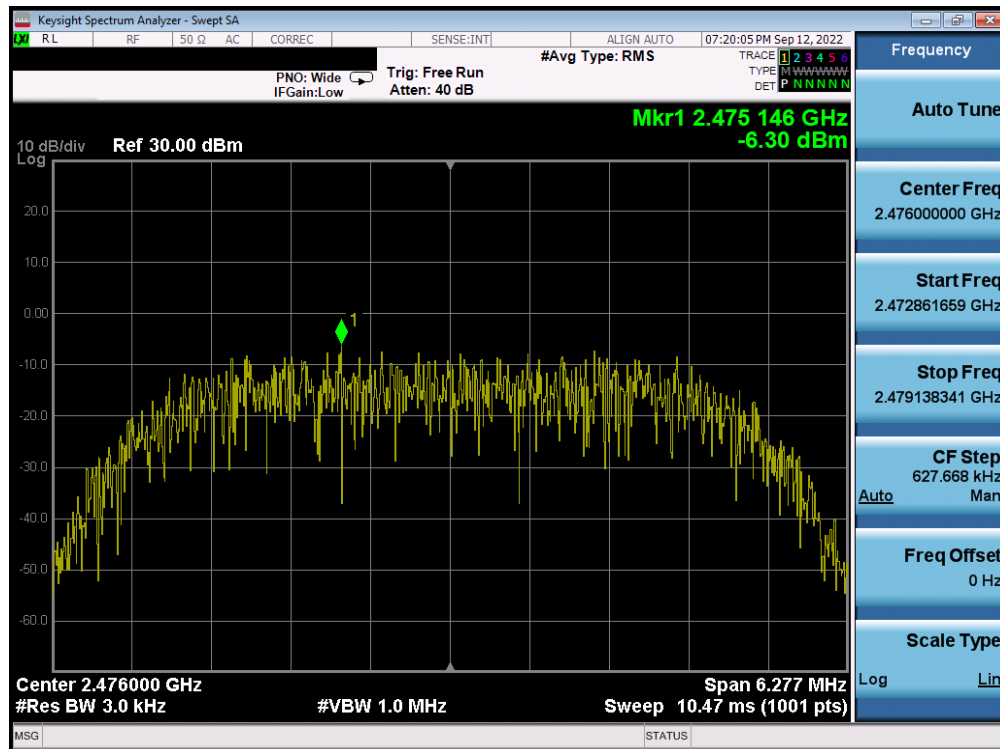 Keysight Spectrum Analyzer - Swept SA
LXI RL RF 50 Ω AC CORREC SENSE:INT ALIGN AUTO 07:20:05 PM Sep 12, 2022
Frequency
#Avg Type: RMS
TRACE 1 2 3 4 5 6
PNO: Wide Trig: Free Run
TYPE M WWWWW
IFGain:Low Atten: 40 dB
DET P N N N N N
Auto Tune
Mkr1 2.475 146 GHz
-6.30 dBm
10 dB/div Ref 30.00 dBm
Log
20.0
10.0
0.00
-10.0
-20.0
-30.0
-40.0
-50.0
-60.0
1
Center Freq
2.476000000 GHz
Start Freq
2.472861659 GHz
Stop Freq
2.479138341 GHz
CF Step
627.668 kHz
Auto Man
Freq Offset
0 Hz
Scale Type
Log Lin
Center 2.476000 GHz Span 6.277 MHz
#Res BW 3.0 kHz #VBW 1.0 MHz Sweep 10.47 ms (1001 pts)
MSG STATUS